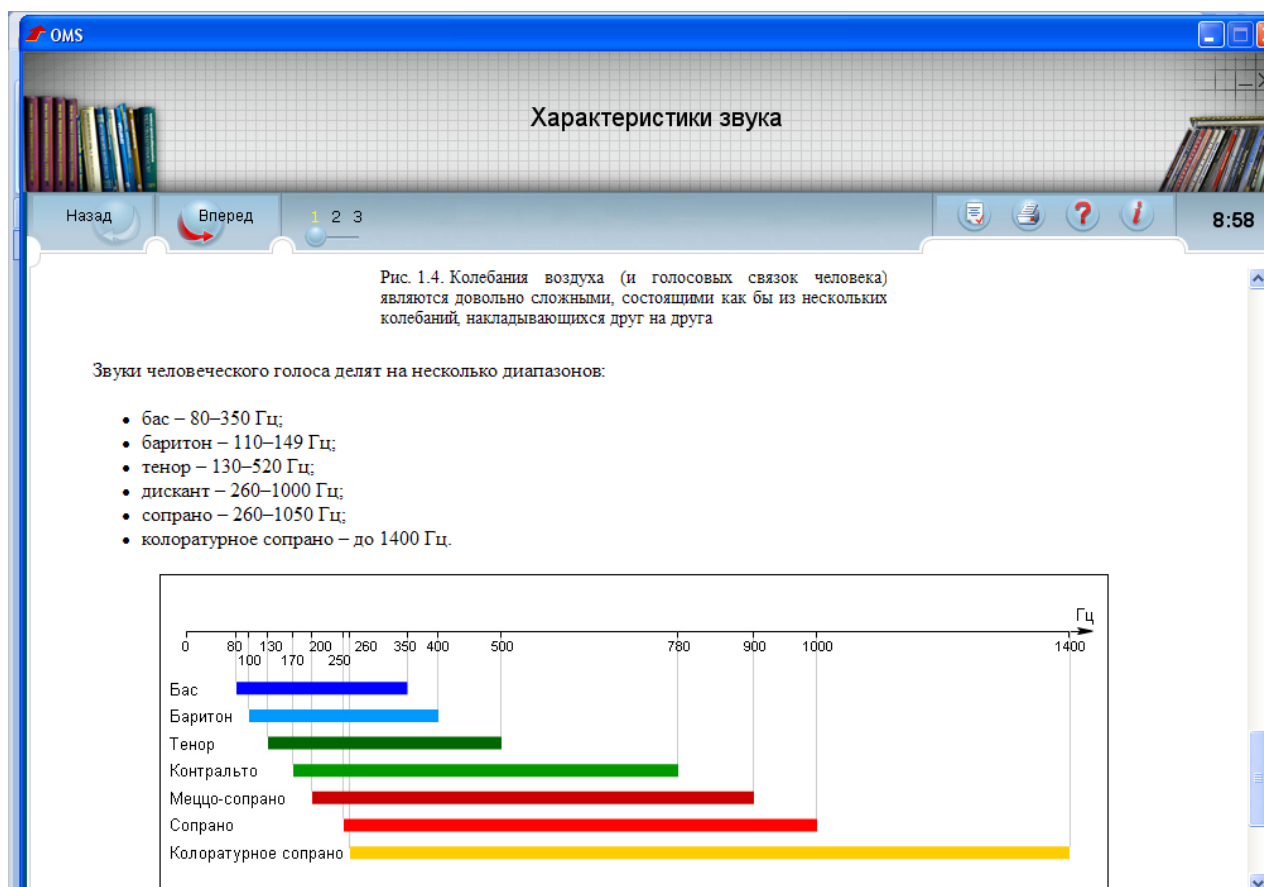 OMS
Характеристики звука
Назад
Вперед
1 2 3
8:58
Рис. 1.4. Колебания воздуха (и голосовых связок человека)
являются довольно сложными, состоящими как бы из нескольких
колебаний, накладывающихся друг на друга
Звуки человеческого голоса делят на несколько диапазонов:
• бас – 80–350 Гц;
• баритон – 110–149 Гц;
• тенор – 130–520 Гц;
• дискант – 260–1000 Гц;
• сопрано – 260–1050 Гц;
• колоратурное сопрано – до 1400 Гц.
Гц
0 80 130 200 260 350 400 500 780 900 1000 1400
100 170 250
Бас
Баритон
Тенор
Контральто
Меццо-сопрано
Сопрано
Колоратурное сопрано